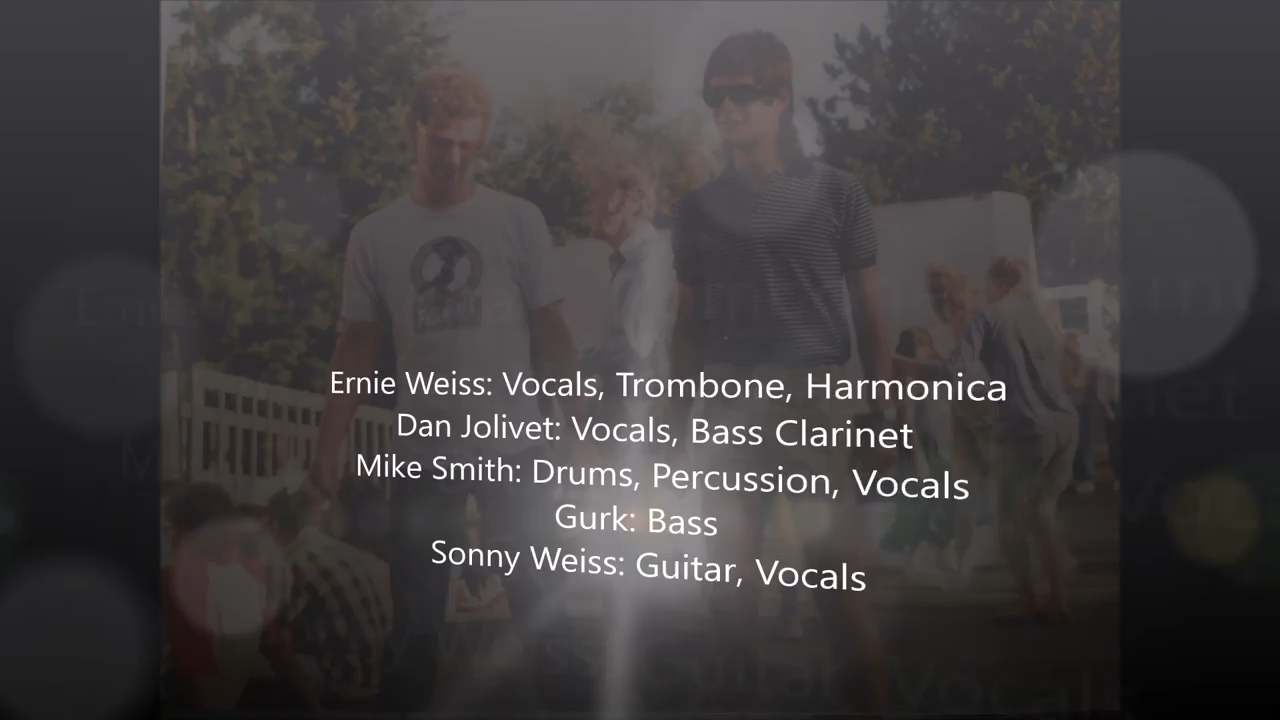 Ernie Weiss: Vocals, Trombone, Harmonica
Dan Jolivet: Vocals, Bass Clarinet
Mike Smith: Drums, Percussion, Vocals
Gurk: Bass
Sonny Weiss: Guitar, Vocals